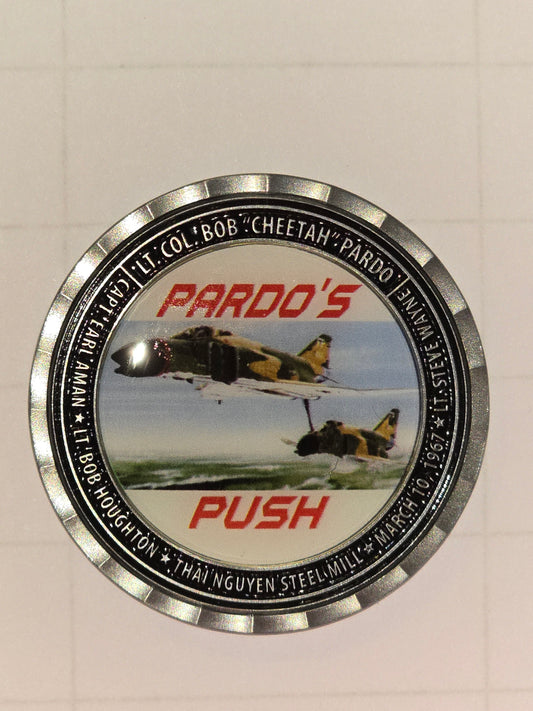 LT. COL. BOB "CHEETAH" PARDO
PARDO'S
PUSH
CAPT. EARL AMAN ★ LT. BOB HOUGHTON ★ THAI NGUYEN STEEL MILL ★ MARCH 10, 1967 ★ LT. STEVE WAYNE